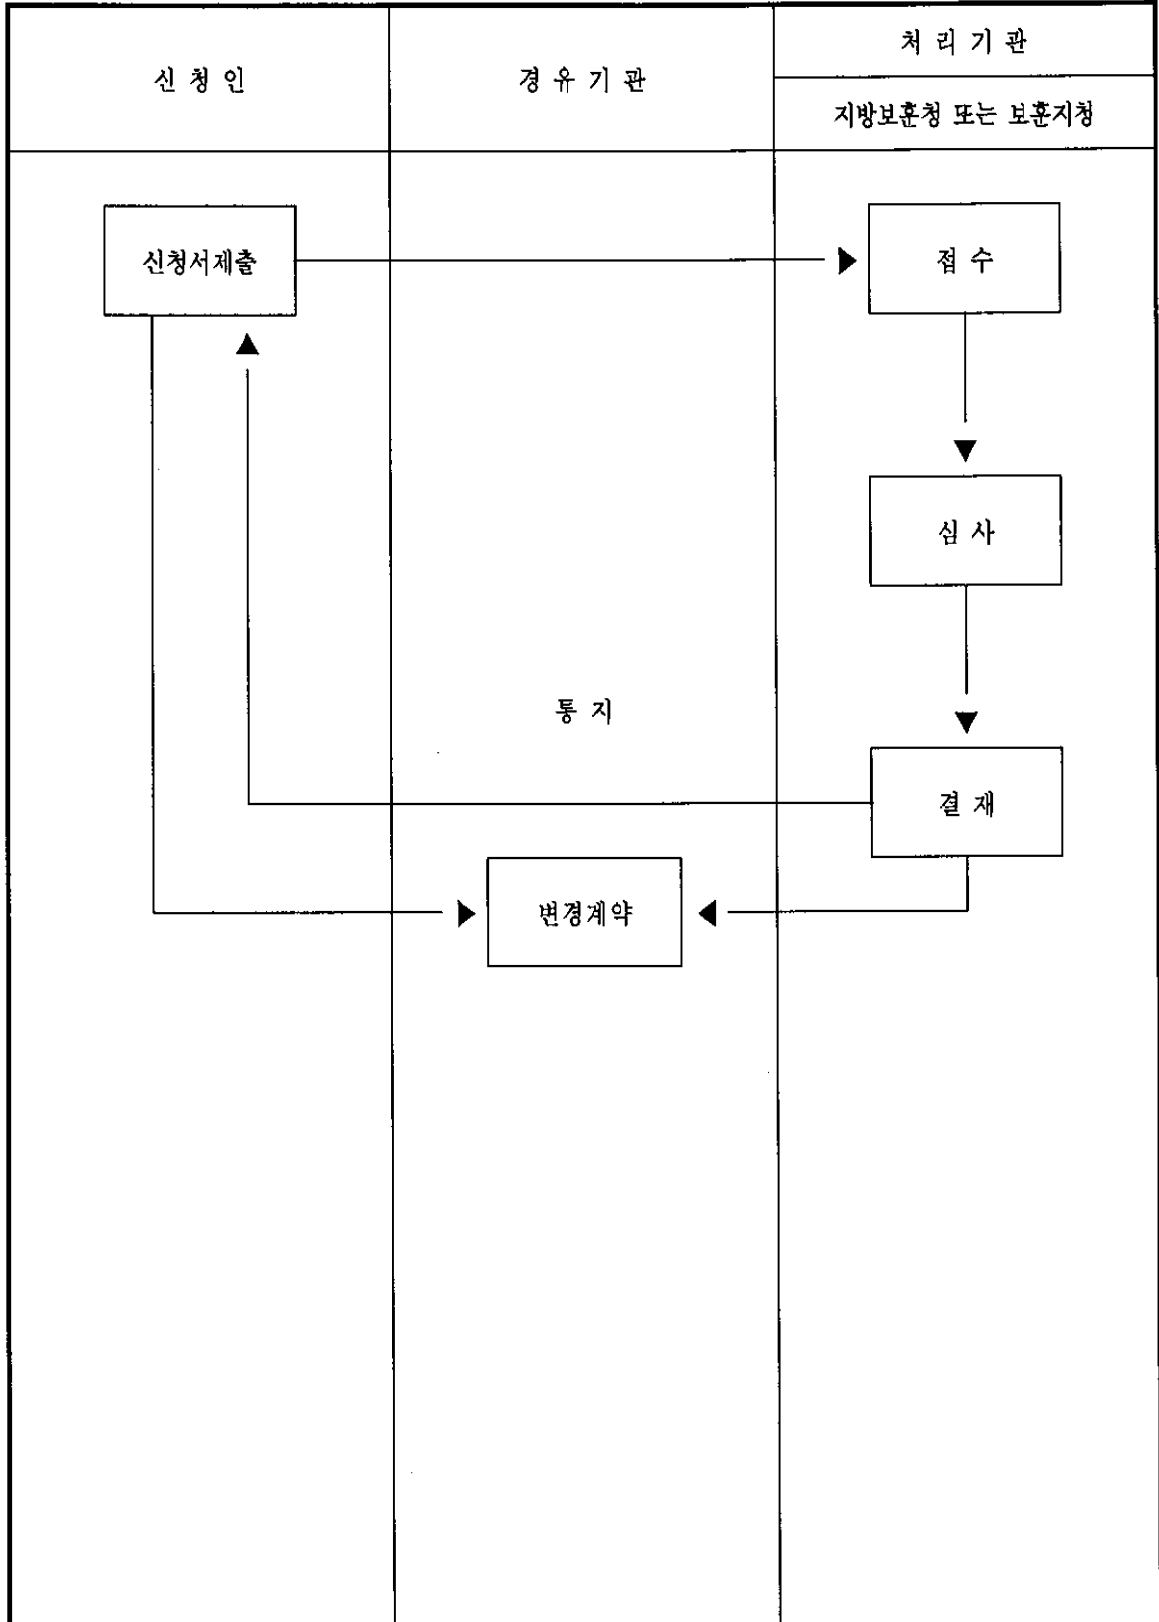 신 청 인
경 유 기 관
처 리 기 관
지방보훈청 또는 보훈지청
신청서제출
접 수
심 사
통 지
결 재
변경계약